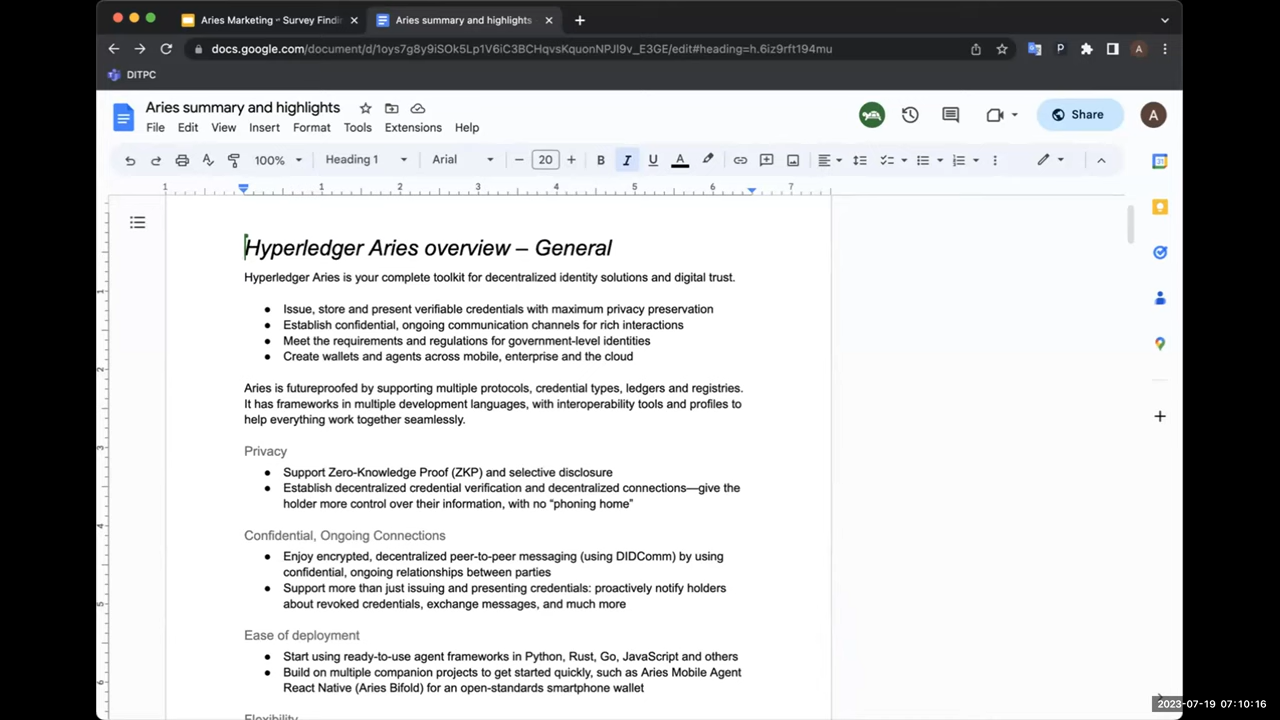 Aries Marketing – Survey Findin
Aries summary and highlights
docs.google.com/document/d/1oys7g8y9iSOk5Lp1V6iC3BCHqvsKquonNPJI9v_E3GE/edit#heading=h.6iz9rft194mu
P
A
DITPC
Aries summary and highlights
Share
A
File Edit View Insert Format Tools Extensions Help
100% Heading 1 Arial 20 B I U A
1 1 2 3 4 5 6 7
Hyperledger Aries overview – General
Hyperledger Aries is your complete toolkit for decentralized identity solutions and digital trust.
● Issue, store and present verifiable credentials with maximum privacy preservation
● Establish confidential, ongoing communication channels for rich interactions
● Meet the requirements and regulations for government-level identities
● Create wallets and agents across mobile, enterprise and the cloud
Aries is futureproofed by supporting multiple protocols, credential types, ledgers and registries.
It has frameworks in multiple development languages, with interoperability tools and profiles to
help everything work together seamlessly.
Privacy
● Support Zero-Knowledge Proof (ZKP) and selective disclosure
● Establish decentralized credential verification and decentralized connections—give the
holder more control over their information, with no “phoning home”
Confidential, Ongoing Connections
● Enjoy encrypted, decentralized peer-to-peer messaging (using DIDComm) by using
confidential, ongoing relationships between parties
● Support more than just issuing and presenting credentials: proactively notify holders
about revoked credentials, exchange messages, and much more
Ease of deployment
● Start using ready-to-use agent frameworks in Python, Rust, Go, JavaScript and others
● Build on multiple companion projects to get started quickly, such as Aries Mobile Agent
React Native (Aries Bifold) for an open-standards smartphone wallet
Flexibility
2023-07-19 07:10:16